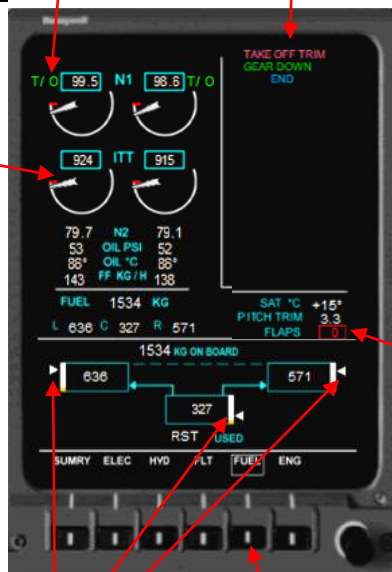 Honeywell
TAKE OFF TRIM
GEAR DOWN
END
T/O 99.5 N1 98.6 T/O
924 ITT 915
79.7 N2 79.1
53 OIL PSI 52
86° OIL °C 86°
143 FF KG/H 138
FUEL 1534 KG
L 636 C 327 R 571
SAT °C +15°
PITCH TRIM 3.3
FLAPS 0
1534 KG ON BOARD
636 571
327
RST USED
SUMRY ELEC HYD FLT FUEL ENG